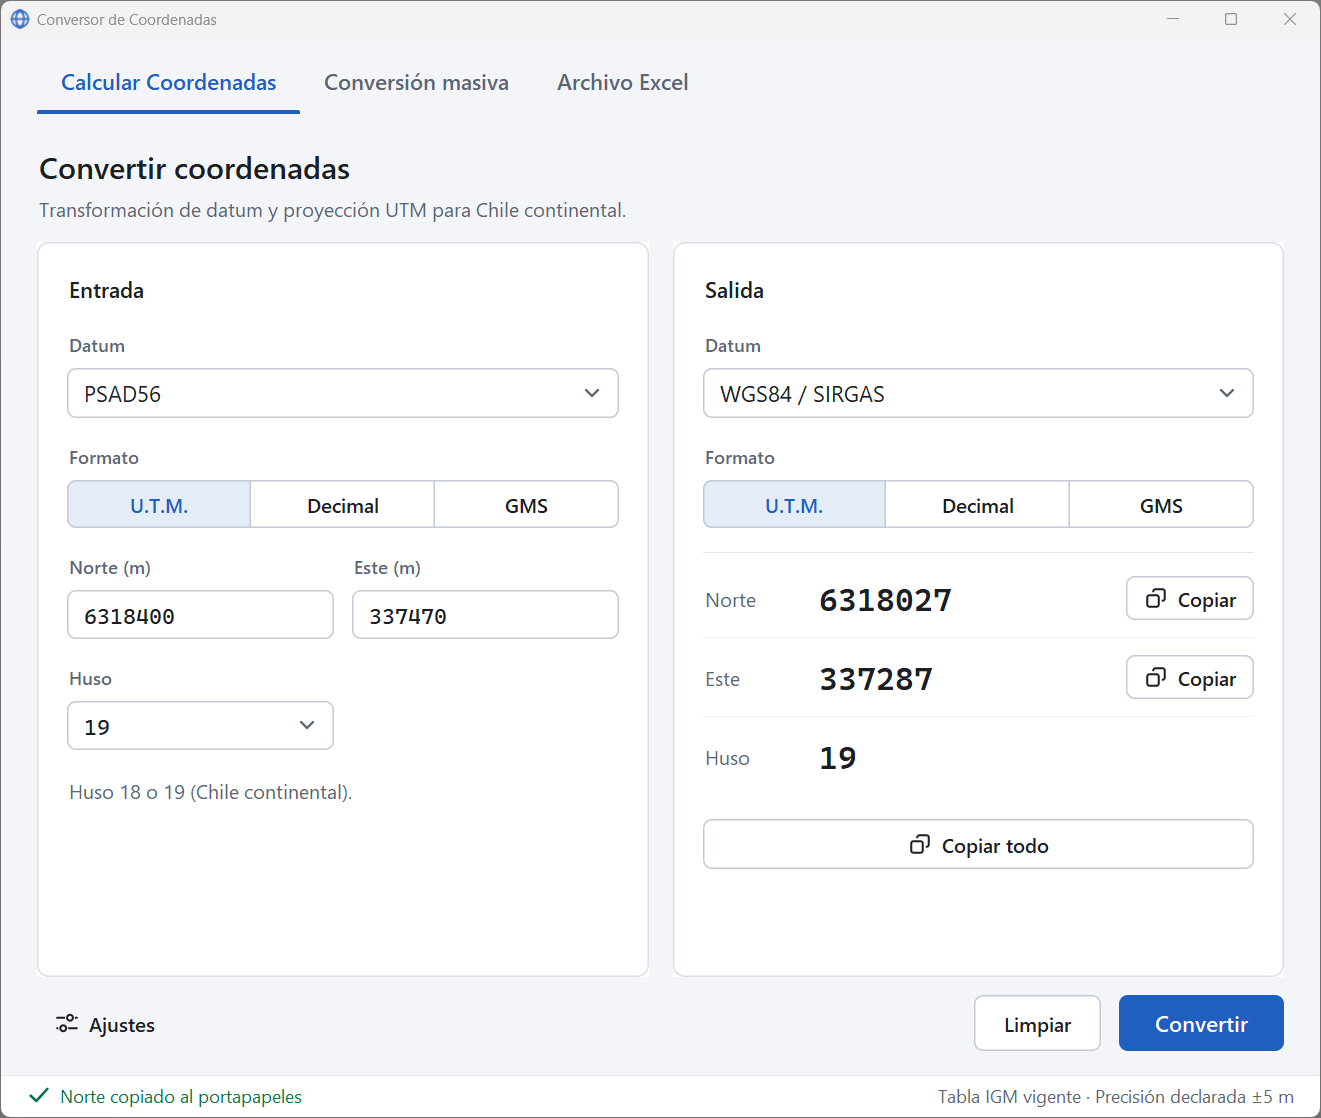 Conversor de Coordenadas
Calcular Coordenadas
Conversión masiva
Archivo Excel
Convertir coordenadas
Transformación de datum y proyección UTM para Chile continental.
Entrada
Datum
PSAD56
Formato
U.T.M.
Decimal
GMS
Norte (m)
Este (m)
6318400
337470
Huso
19
Huso 18 o 19 (Chile continental).
Salida
Datum
WGS84 / SIRGAS
Formato
U.T.M.
Decimal
GMS
Norte
6318027
Copiar
Este
337287
Copiar
Huso
19
Copiar todo
Ajustes
Limpiar
Convertir
Norte copiado al portapapeles
Tabla IGM vigente · Precisión declarada ±5 m